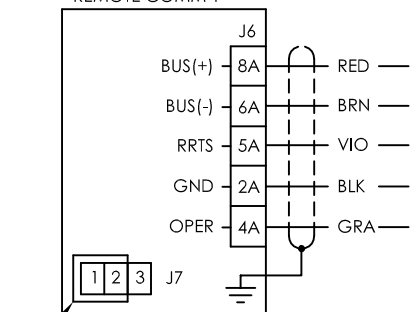 J6
BUS(+) 8A RED
BUS(-) 6A BRN
RRTS 5A VIO
GND 2A BLK
OPER 4A GRA
1 2 3 J7